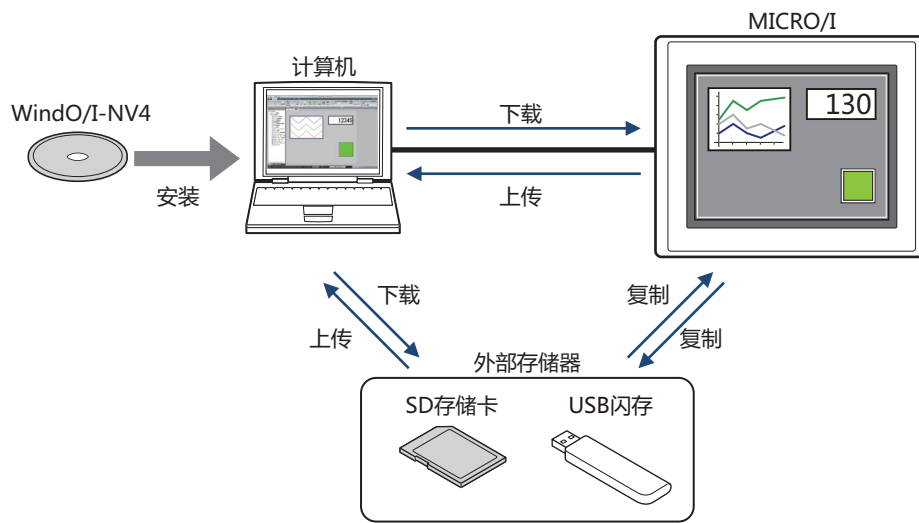 MICRO/I
计算机
WindO/I-NV4
12345
130
下载
安装
上传
下载
上传
复制
复制
外部存储器
SD存储卡
USB闪存